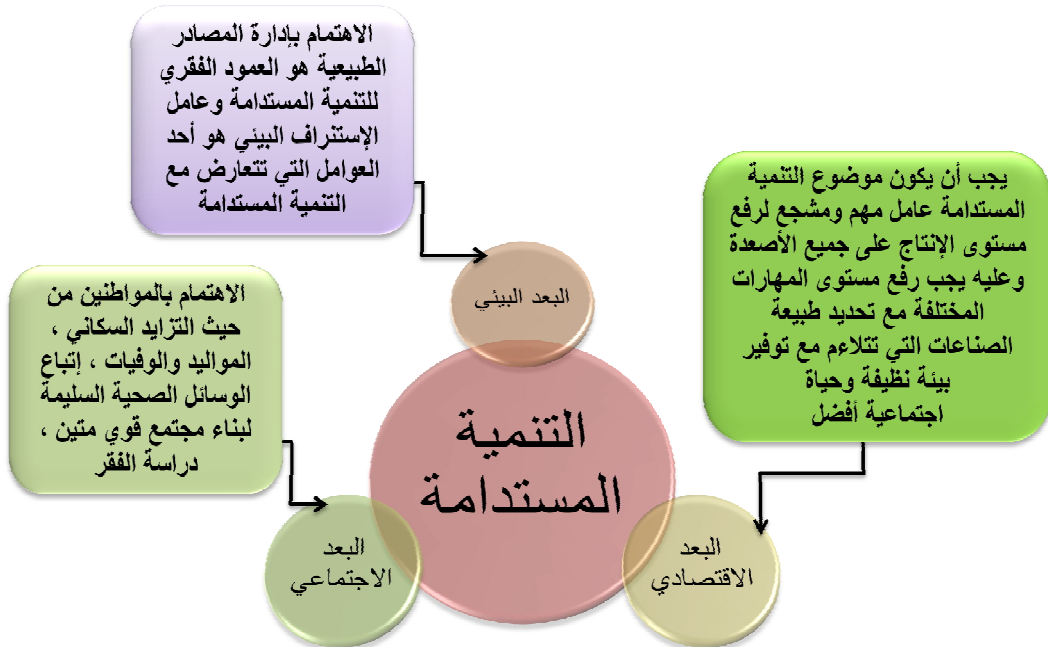 الاهتمام بإدارة المصادر
الطبيعية هو العمود الفقري
للتنمية المستدامة وعامل
الإستنراف البيئي هو أحد
العوامل التي تتعارض مع
التنمية المستدامة
يجب أن يكون موضوع التنمية
المستدامة عامل مهم ومشجع لرفع
مستوى الإنتاج على جميع الأصعدة
وعليه يجب رفع مستوى المهارات
المختلفة مع تحديد طبيعة
الصناعات التي تتلاءم مع توفير
بيئة نظيفة وحياة
اجتماعية أفضل
الاهتمام بالمواطنين من
حيث التزايد السكاني ،
المواليد والوفيات ، إتباع
الوسائل الصحية السليمة
لبناء مجتمع قوي متين ،
دراسة الفقر
البعد البيئي
التنمية
المستدامة
البعد
الاقتصادي
البعد
الاجتماعي